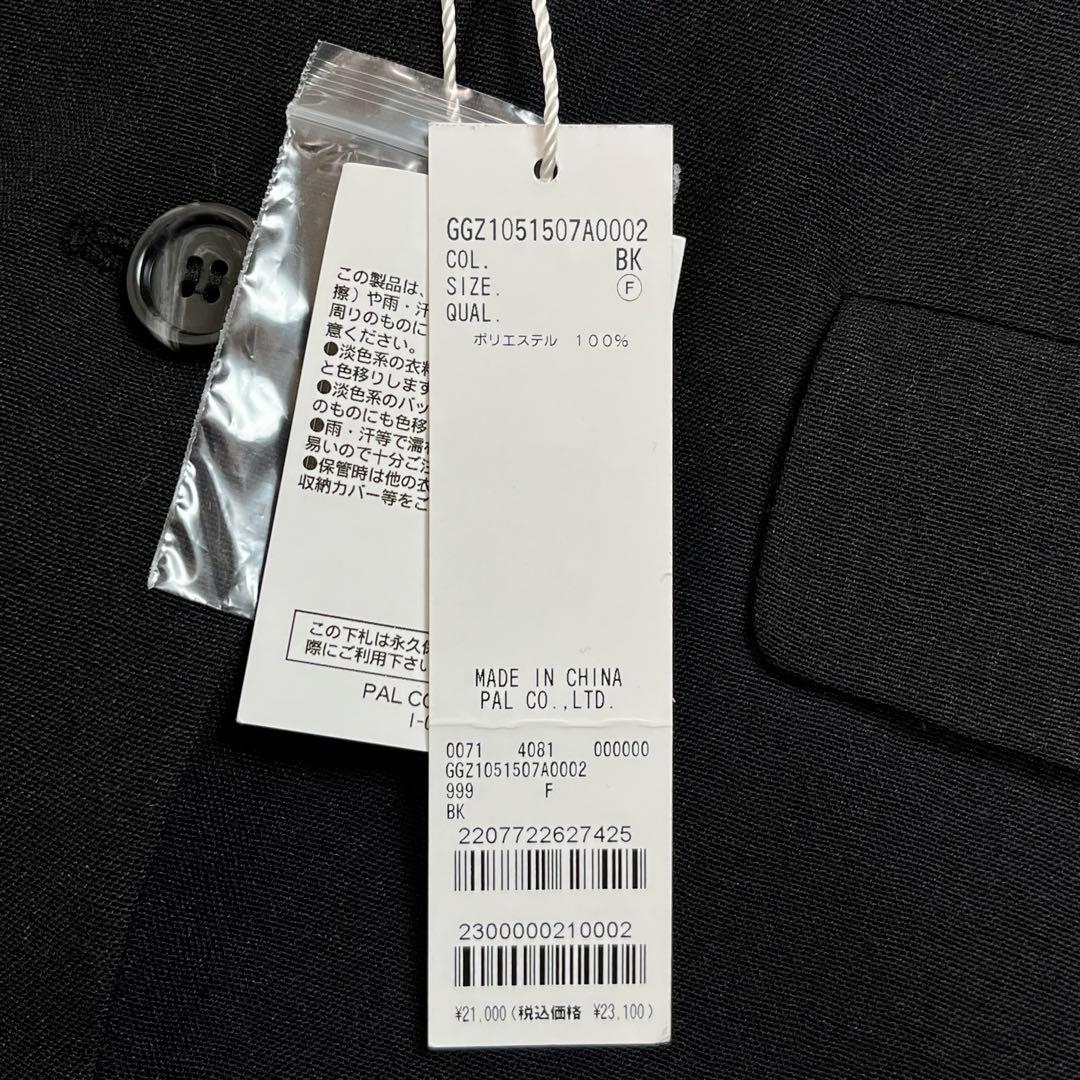 GGZ1051507A0002
COL. BK
SIZE. F
QUAL.
ポリエステル 100%
MADE IN CHINA
PAL CO.,LTD.
0071 4081 000000
GGZ1051507A0002
999 F
BK
2207722627425
2300000210002
¥21,000(税込価格 ¥23,100)
この製品は、
擦)や雨・汗
周りのものに
意ください。
●淡色系の衣料
と色移りします
●淡色系のバッ
のものにも色移
●雨・汗等で濡れ
易いので十分ご注
●保管時は他の衣
収納カバー等をご
この下札は永久保
際にご利用下さい
PAL CO